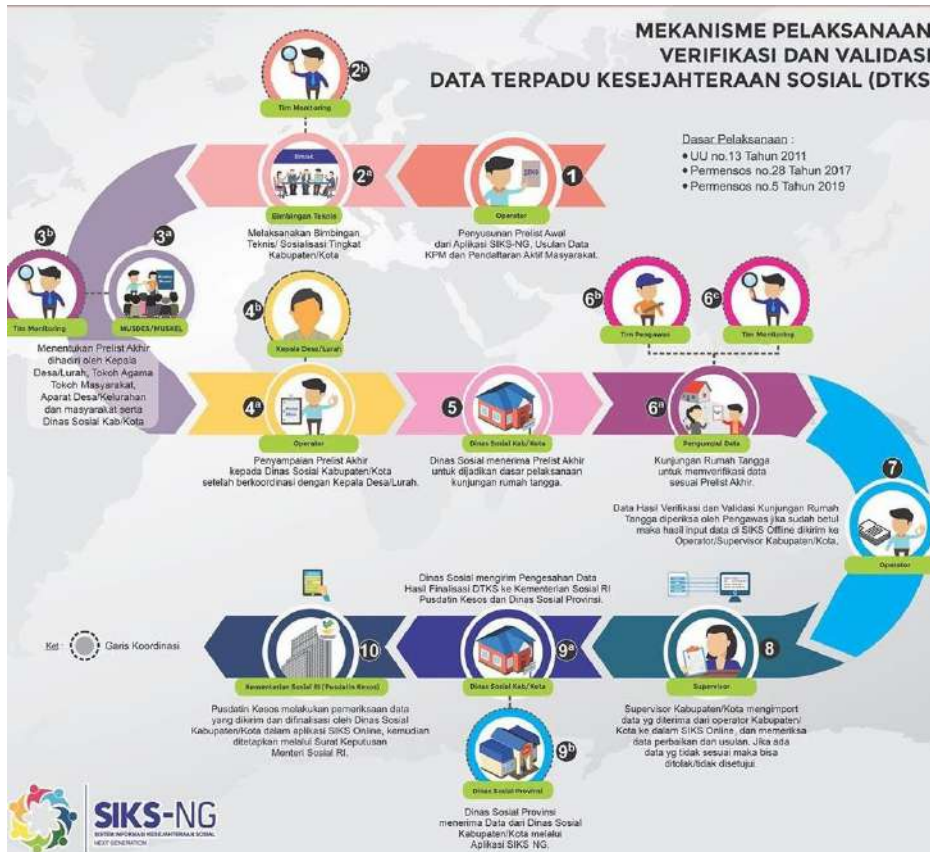 MEKANISME PELAKSANAAN
VERIFIKASI DAN VALIDASI
DATA TERPADU KESEJAHTERAAN SOSIAL (DTKS
Dasar Pelaksanaan :
• UU no.13 Tahun 2011
• Permensos no.28 Tahun 2017
• Permensos no.5 Tahun 2019
1
Operator
Penyusunan Prelist Awal
dari Aplikasi SIKS-NG, Usulan Data
KPM dan Pendaftaran Aktif Masyarakat.
2a
Bimbingan Teknis
Melaksanakan Bimbingan
Teknis/ Sosialisasi Tingkat
Kabupaten/Kota
2b
Tim Monitoring
3b
Tim Monitoring
3a
MUSDES/MUSKEL
Menentukan Prelist Akhir
dihadiri oleh Kepala
Desa/Lurah, Tokoh Agama
Tokoh Masyarakat,
Aparat Desa/Kelurahan
dan masyarakat serta
Dinas Sosial Kab/Kota
4b
Kepala Desa/Lurah
4a
Operator
Penyampaian Prelist Akhir
kepada Dinas Sosial Kabupaten/Kota
setelah berkoordinasi dengan Kepala Desa/Lurah.
5
Dinas Sosial Kab/Kota
Dinas Sosial menerima Prelist Akhir
untuk dijadikan dasar pelaksanaan
kunjungan rumah tangga.
6b
Tim Pengawas
6c
Tim Monitoring
6a
Pengumpul Data
Kunjungan Rumah Tangga
untuk memverifikasi data
sesuai Prelist Akhir.
7
Operator
Data Hasil Verifikasi dan Validasi Kunjungan Rumah
Tangga diperiksa oleh Pengawas jika sudah betul
maka hasil input data di SIKS Offline dikirim ke
Operator/Supervisor Kabupaten/Kota.
8
Supervisor
Supervisor Kabupaten/Kota mengimport
data yg diterima dari operator Kabupaten/
Kota ke dalam SIKS Online, dan memeriksa
data perbaikan dan usulan. Jika ada
data yg tidak sesuai maka bisa
ditolak/tidak disetujui.
Dinas Sosial mengirim Pengesahan Data
Hasil Finalisasi DTKS ke Kementerian Sosial RI
Pusdatin Kesos dan Dinas Sosial Provinsi.
9a
Dinas Sosial Kab/Kota
9b
Dinas Sosial Provinsi
Dinas Sosial Provinsi
menerima Data dari Dinas Sosial
Kabupaten/Kota melalui
Aplikasi SIKS NG.
10
Kementerian Sosial RI (Pusdatin Kesos)
Pusdatin Kesos melakukan pemeriksaan data
yang dikirim dan difinalisasi oleh Dinas Sosial
Kabupaten/Kota dalam aplikasi SIKS Online, kemudian
ditetapkan melalui Surat Keputusan
Menteri Sosial RI.
Ket : Garis Koordinasi
SIKS-NG
SISTEM INFORMASI KESEJAHTERAAN SOSIAL
NEXT GENERATION